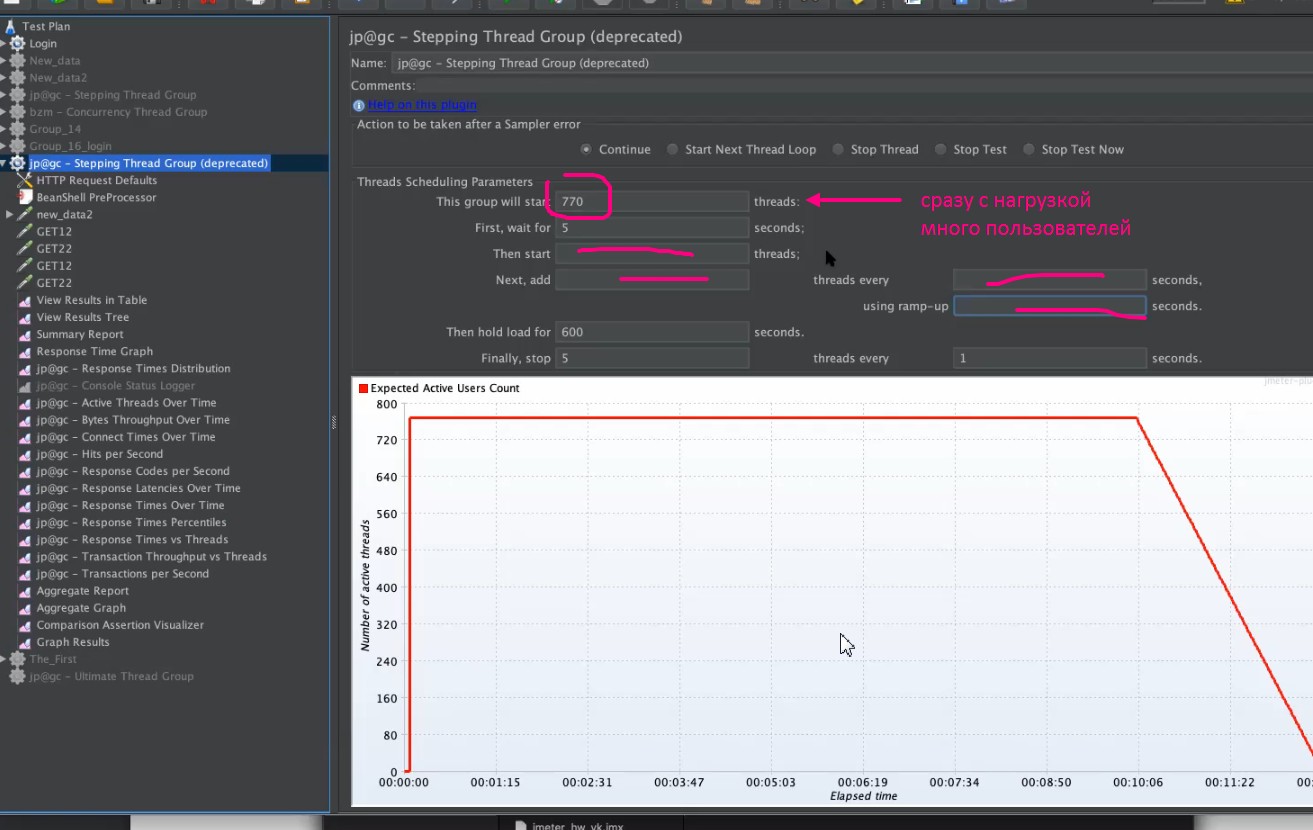 Test Plan
Login
New_data
New_data2
jp@gc - Stepping Thread Group
bzm - Concurrency Thread Group
Group_14
Group_16_login
jp@gc - Stepping Thread Group (deprecated)
HTTP Request Defaults
BeanShell PreProcessor
new_data2
GET12
GET22
GET12
GET22
View Results in Table
View Results Tree
Summary Report
Response Time Graph
jp@gc - Response Times Distribution
jp@gc - Console Status Logger
jp@gc - Active Threads Over Time
jp@gc - Bytes Throughput Over Time
jp@gc - Connect Times Over Time
jp@gc - Hits per Second
jp@gc - Response Codes per Second
jp@gc - Response Latencies Over Time
jp@gc - Response Times Over Time
jp@gc - Response Times Percentiles
jp@gc - Response Times vs Threads
jp@gc - Transaction Throughput vs Threads
jp@gc - Transactions per Second
Aggregate Report
Aggregate Graph
Comparison Assertion Visualizer
Graph Results
The_First
jp@gc - Ultimate Thread Group
jp@gc - Stepping Thread Group (deprecated)
Name: jp@gc - Stepping Thread Group (deprecated)
Comments:
Help on this plugin
Action to be taken after a Sampler error
Continue Start Next Thread Loop Stop Thread Stop Test Stop Test Now
Threads Scheduling Parameters
This group will start 770 threads:
First, wait for 5 seconds;
Then start threads;
Next, add threads every seconds,
using ramp-up seconds.
Then hold load for 600 seconds.
Finally, stop 5 threads every 1 seconds.
сразу с нагрузкой
много пользователей
Expected Active Users Count
800
720
640
560
480
400
320
240
160
80
0
Number of active threads
00:00:00 00:01:15 00:02:31 00:03:47 00:05:03 00:06:19 00:07:34 00:08:50 00:10:06 00:11:22
Elapsed time
jmeter_hw_vk.jmx